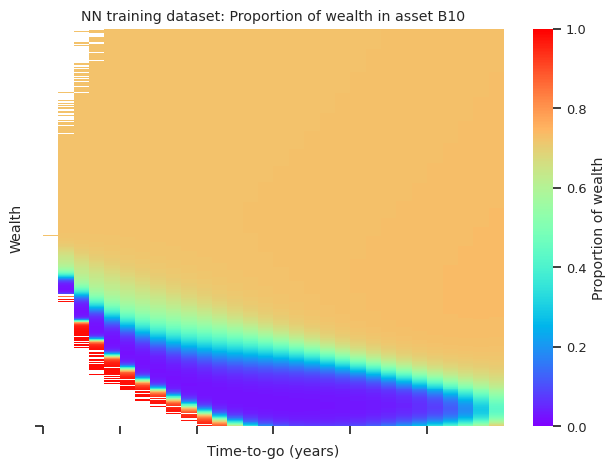 NN training dataset: Proportion of wealth in asset B10
Wealth
Time-to-go (years)
1.0
0.8
0.6
0.4
0.2
0.0
Proportion of wealth